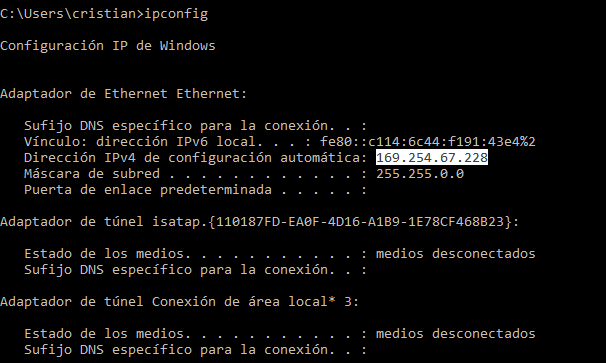 C:\Users\cristian>ipconfig
Configuración IP de Windows
Adaptador de Ethernet Ethernet:
Sufijo DNS específico para la conexión. . :
Vínculo: dirección IPv6 local. . . : fe80::c114:6c44:f191:43e4%2
Dirección IPv4 de configuración automática: 169.254.67.228
Máscara de subred . . . . . . . . . . . . : 255.255.0.0
Puerta de enlace predeterminada . . . . . :
Adaptador de túnel isatap.{110187FD-EA0F-4D16-A1B9-1E78CF468B23}:
Estado de los medios. . . . . . . . . . . : medios desconectados
Sufijo DNS específico para la conexión. . :
Adaptador de túnel Conexión de área local* 3:
Estado de los medios. . . . . . . . . . . : medios desconectados
Sufijo DNS específico para la conexión. . :